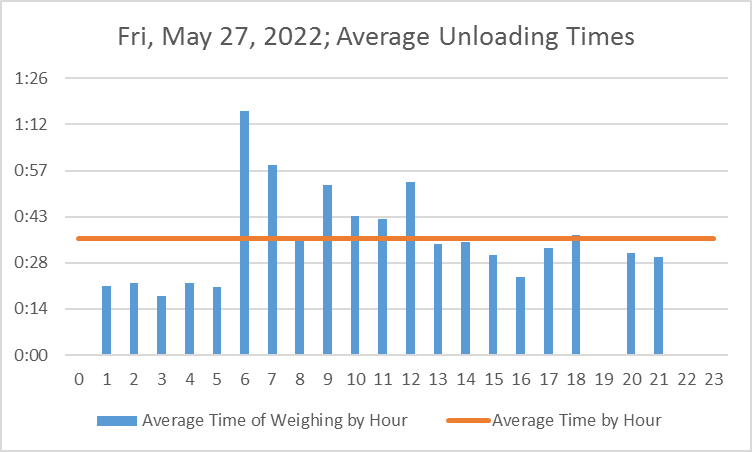 Fri, May 27, 2022; Average Unloading Times
1:26
1:12
0:57
0:43
0:28
0:14
0:00
0 1 2 3 4 5 6 7 8 9 10 11 12 13 14 15 16 17 18 19 20 21 22 23
Average Time of Weighing by Hour Average Time by Hour